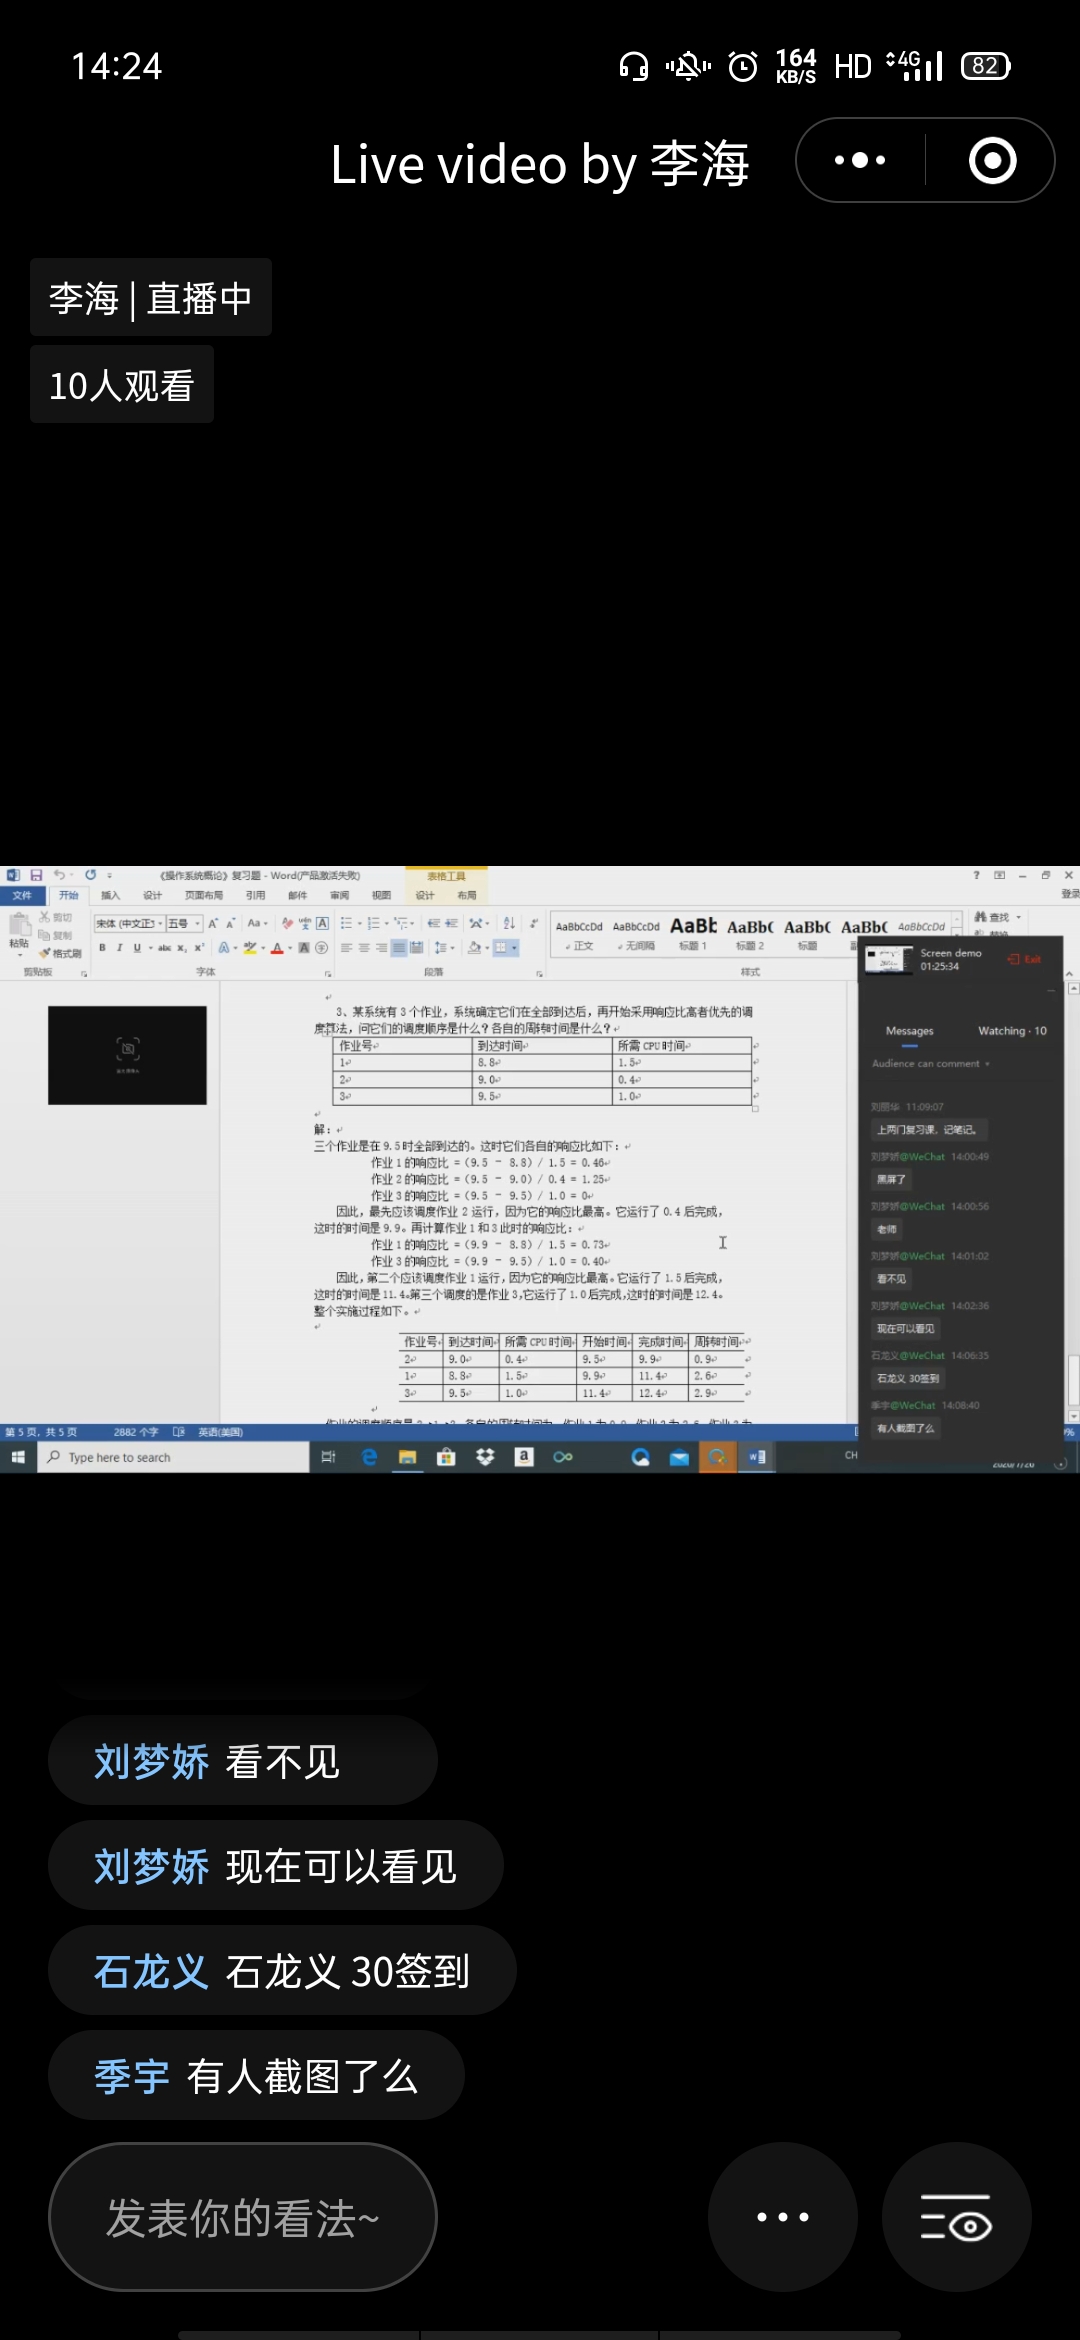 14:24
164 KB/S HD 4G 82
Live video by 李海
李海 | 直播中
10人观看
《操作系统概论》复习题 - Word(产品激活失败)
表格工具
文件 开始 插入 设计 页面布局 引用 邮件 审阅 视图 设计 布局
登录
剪切
复制
格式刷
粘贴
宋体 (中文正 五号
AaBbCcDd AaBbCcDd AaBb AaBb( AaBb( AaBb( AaBbCcDd
正文 无间隔 标题 1 标题 2 标题
查找
剪贴板 字体 段落 样式
3、某系统有 3 个作业，系统确定它们在全部到达后，再开始采用响应比高者优先的调
度算法，问它们的调度顺序是什么？各自的周转时间是什么？
作业号 到达时间 所需 CPU 时间
1 8.8 1.5
2 9.0 0.4
3 9.5 1.0
解：
三个作业是在 9.5 时全部到达的。这时它们各自的响应比如下：
作业 1 的响应比 =（9.5 - 8.8）/ 1.5 = 0.46
作业 2 的响应比 =（9.5 - 9.0）/ 0.4 = 1.25
作业 3 的响应比 =（9.5 - 9.5）/ 1.0 = 0
因此，最先应该调度作业 2 运行，因为它的响应比最高。它运行了 0.4 后完成，
这时的时间是 9.9。再计算作业 1 和 3 此时的响应比：
作业 1 的响应比 =（9.9 - 8.8）/ 1.5 = 0.73
作业 3 的响应比 =（9.9 - 9.5）/ 1.0 = 0.40
因此，第二个应该调度作业 1 运行，因为它的响应比最高。它运行了 1.5 后完成，
这时的时间是 11.4。第三个调度的是作业 3，它运行了 1.0 后完成，这时的时间是 12.4。
整个实施过程如下。
作业号 到达时间 所需 CPU 时间 开始时间 完成时间 周转时间
2 9.0 0.4 9.5 9.9 0.9
1 8.8 1.5 9.9 11.4 2.6
3 9.5 1.0 11.4 12.4 2.9
第 5 页，共 5 页 2882 个字 英语(美国)
Type here to search
CH
Screen demo
01:25:34
Exit
Messages Watching · 10
Audience can comment
刘丽华 11:09:07
上两门复习课，记笔记。
刘梦娇@WeChat 14:00:49
黑屏了
刘梦娇@WeChat 14:00:56
老师
刘梦娇@WeChat 14:01:02
看不见
刘梦娇@WeChat 14:02:36
现在可以看见
石龙义@WeChat 14:06:35
石龙义 30签到
季宇@WeChat 14:08:40
有人截图了么
刘梦娇 看不见
刘梦娇 现在可以看见
石龙义 石龙义 30签到
季宇 有人截图了么
发表你的看法~